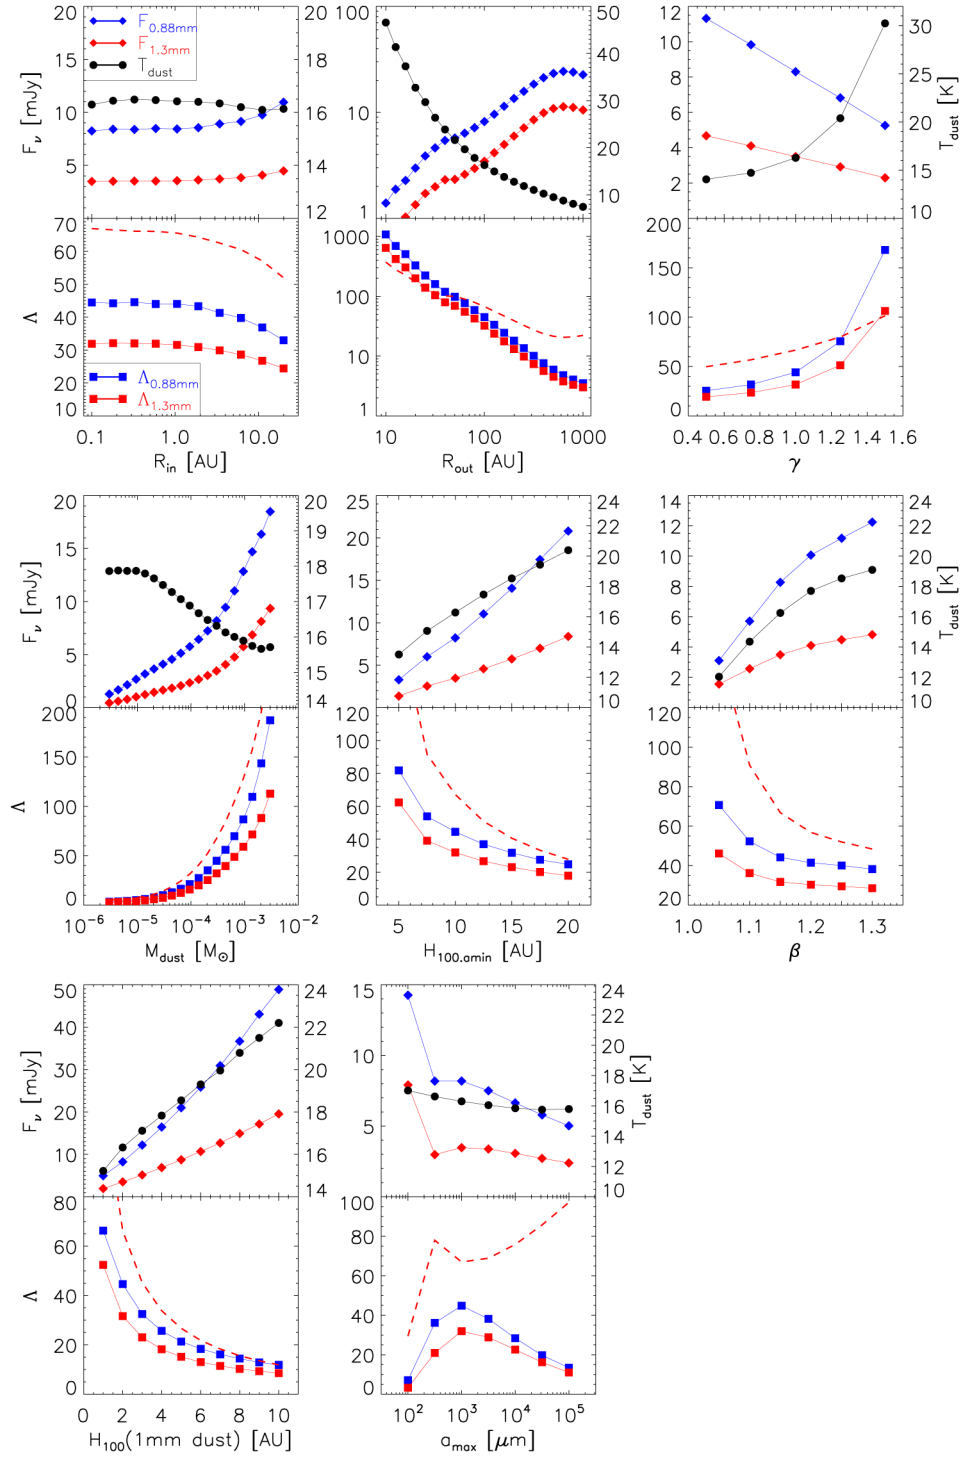 20 20 100 50 12 30
F_0.88mm
F_1.3mm
T_dust
15 18 40 10 25
F_ν [mJy] 10 16 10 30 8 20 T_dust [K]
6
5 14 20 4 15
2
12 1 10 10
70 1000 200
60
50 100 150
Λ 40 100
30 10
20 Λ_0.88mm 50
10 Λ_1.3mm 1 0
0.1 1.0 10.0 10 100 1000 0.4 0.6 0.8 1.0 1.2 1.4 1.6
R_in [AU] R_out [AU] γ
20 20 25 24 14 24
19 20 22 12 22
15 18 20 10 20
F_ν [mJy] 10 17 15 18 8 18 T_dust [K]
16 10 16 6 16
5 15 5 14 4 14
12 2 12
0 14 10 10
200 120 120
150 100 100
Λ 80 80
100 60 60
50 40 40
20
0 0 20
10⁻⁶ 10⁻⁵ 10⁻⁴ 10⁻³ 10⁻² 5 10 15 20 1.0 1.1 1.2 1.3
M_dust [M⊙] H_100,amin [AU] β
50 24 15 24
40 22 22
20
F_ν [mJy] 30 20 10 18 T_dust [K]
20 18 16
16 5 14
10 12
0 14 10
80 100
60 80
Λ 40 60
40
20 20
0 0
0 2 4 6 8 10 10² 10³ 10⁴ 10⁵
H_100(1mm dust) [AU] a_max [μm]